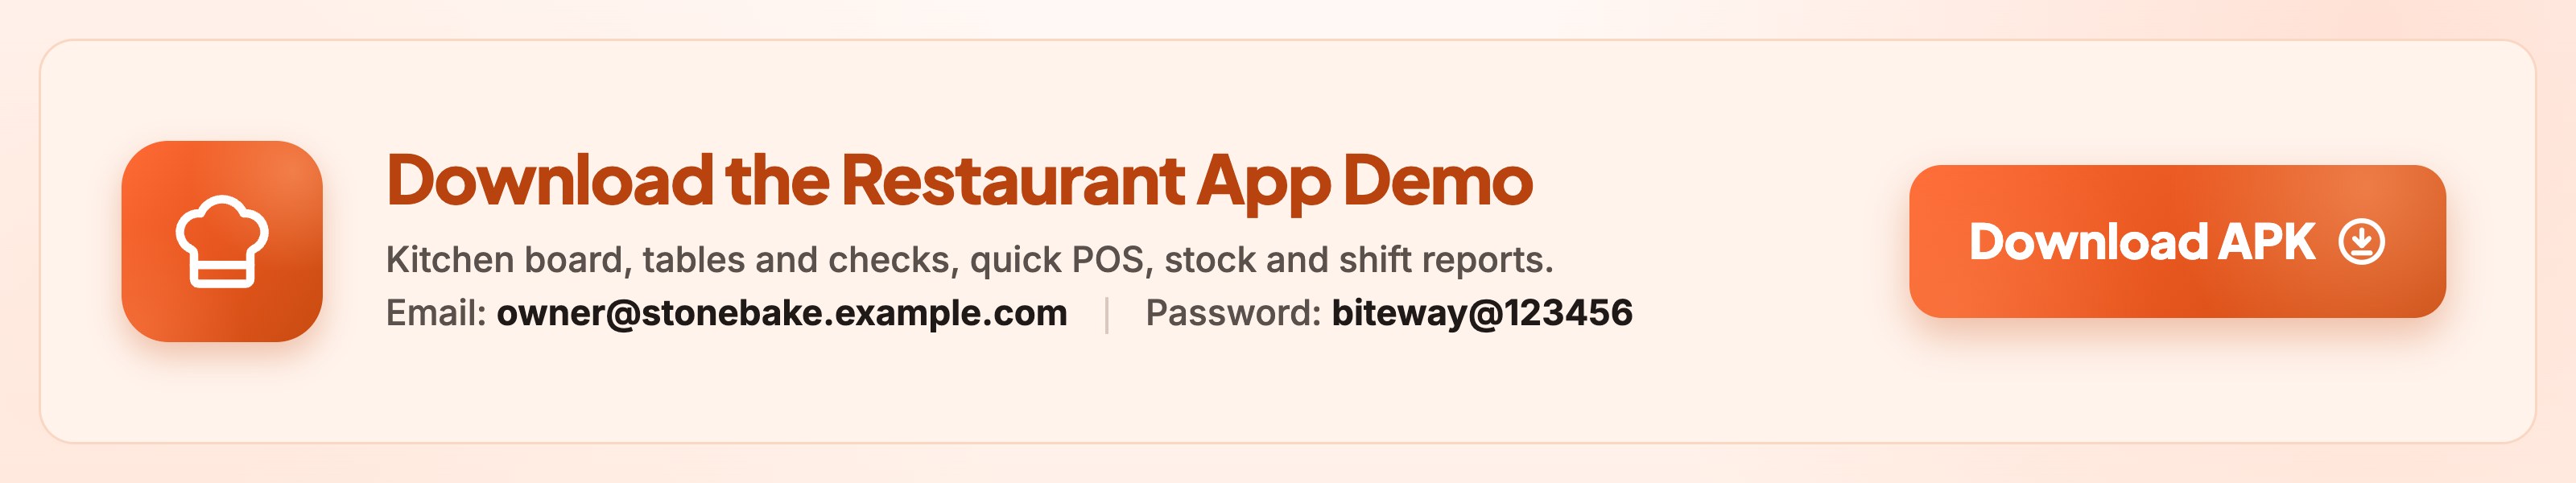 Download the Restaurant App Demo
Kitchen board, tables and checks, quick POS, stock and shift reports.
Email: owner@stonebake.example.com | Password: biteway@123456
Download APK